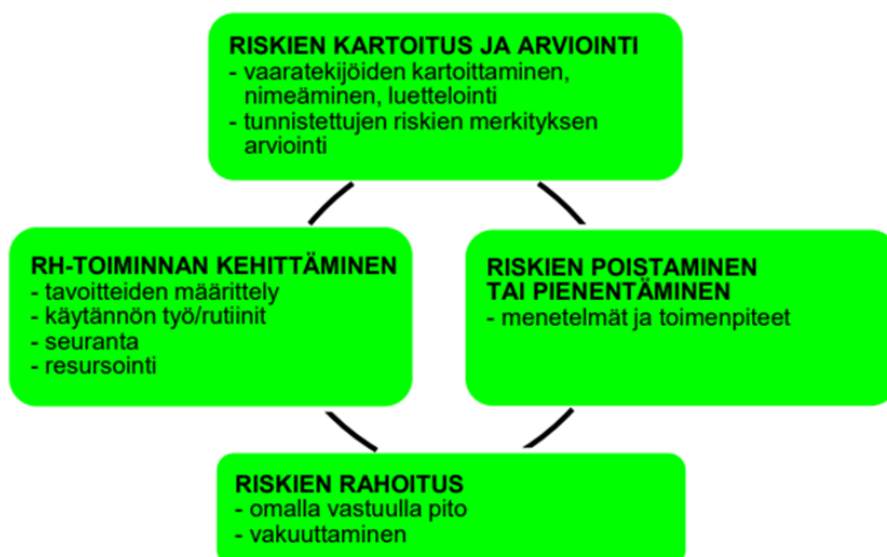 RISKIEN KARTOITUS JA ARVIOINTI
- vaaratekijöiden kartoittaminen,
nimeäminen, luettelointi
- tunnistettujen riskien merkityksen
arviointi
RH-TOIMINNAN KEHITTÄMINEN
- tavoitteiden määrittely
- käytännön työ/rutiinit
- seuranta
- resursointi
RISKIEN POISTAMINEN
TAI PIENENTÄMINEN
- menetelmät ja toimenpiteet
RISKIEN RAHOITUS
- omalla vastuulla pito
- vakuuttaminen